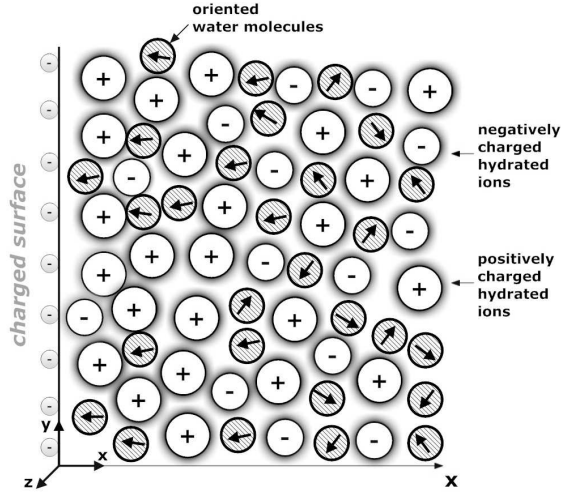 oriented
water molecules
negatively
charged
hydrated
ions
positively
charged
hydrated
ions
charged surface
y
x
z
x